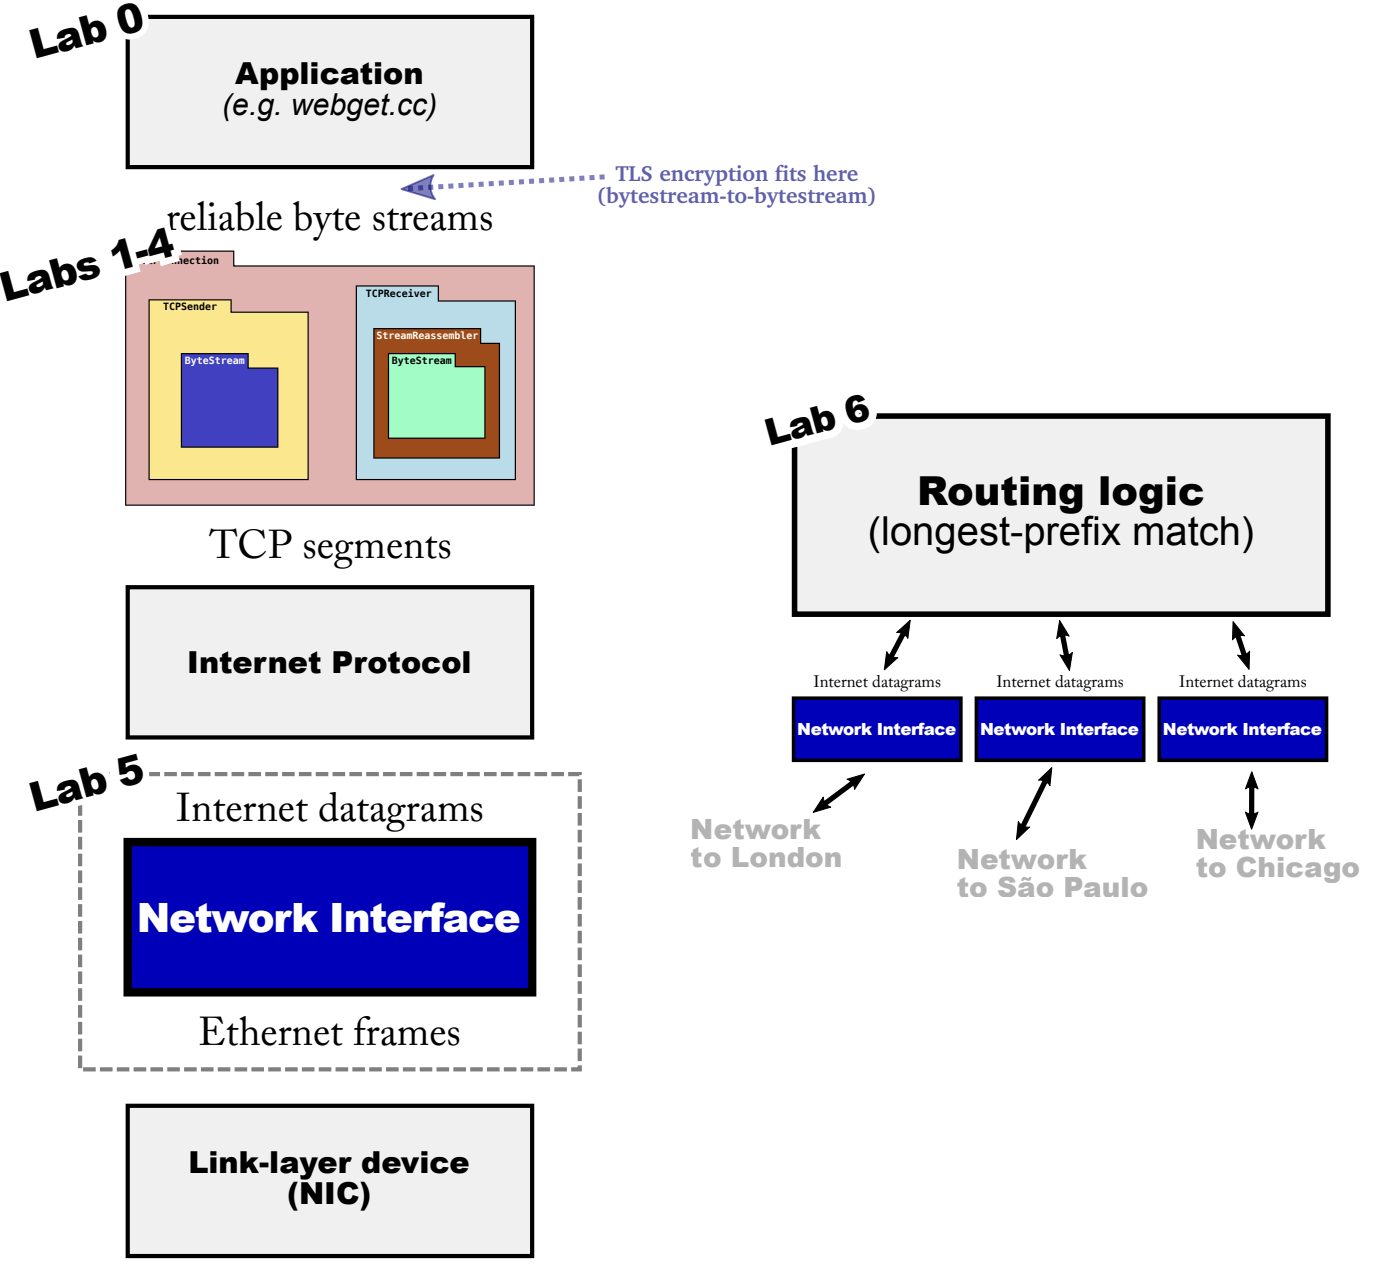 Lab 0
Application
(e.g. webget.cc)
TLS encryption fits here
(bytestream-to-bytestream)
reliable byte streams
Labs 1-4
TCPSender
ByteStream
TCPReceiver
StreamReassembler
ByteStream
TCP segments
Internet Protocol
Lab 5
Internet datagrams
Network Interface
Ethernet frames
Link-layer device
(NIC)
Lab 6
Routing logic
(longest-prefix match)
Internet datagrams
Internet datagrams
Internet datagrams
Network Interface
Network Interface
Network Interface
Network
to London
Network
to São Paulo
Network
to Chicago